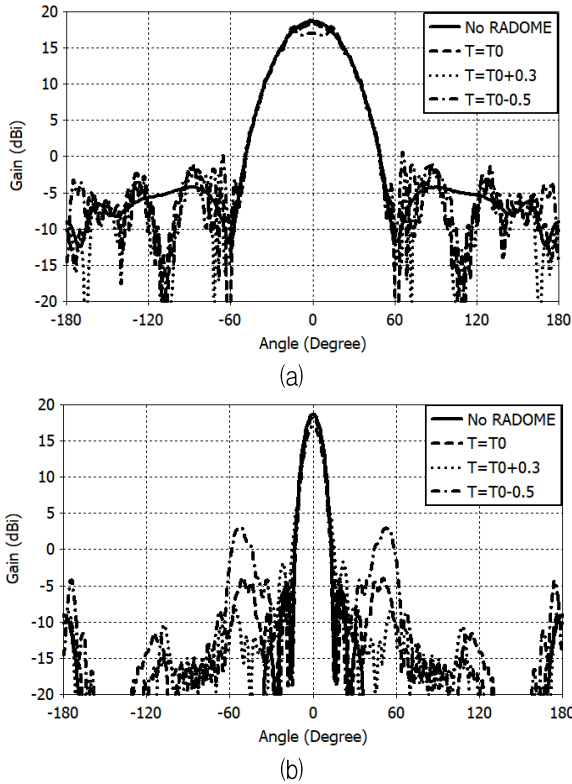 20
15
10
5
0
-5
-10
-15
20
Gain (dBi)
No RADOME
T=T0
T=T0+0.3
T=T0-0.5
-180 -120 -60 0 60 120 180
Angle (Degree)
(a)
20
15
10
5
0
-5
-10
-15
20
Gain (dBi)
No RADOME
T=T0
T=T0+0.3
T=T0-0.5
-180 -120 -60 0 60 120 180
Angle (Degree)
(b)